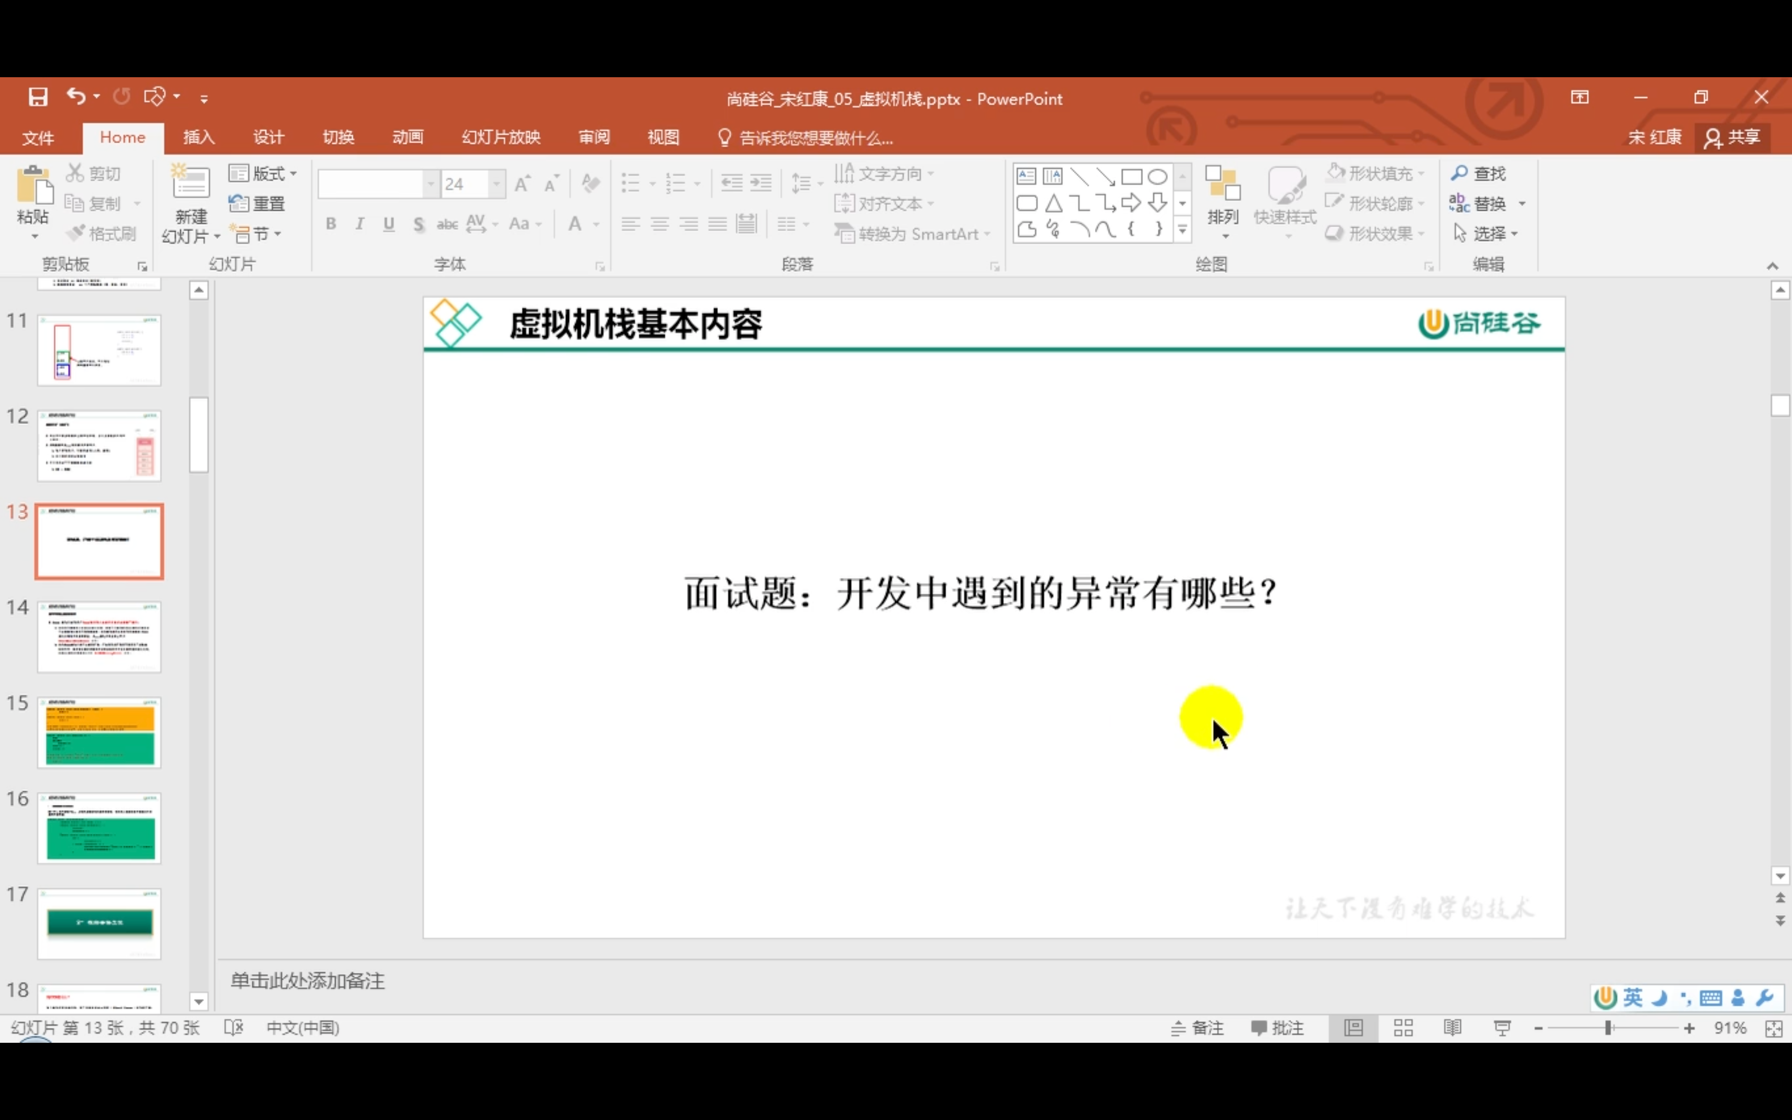 尚硅谷_宋红康_05_虚拟机栈.pptx - PowerPoint
文件 Home 插入 设计 切换 动画 幻灯片放映 审阅 视图 告诉我您想要做什么... 宋 红康 共享
粘贴 剪切 复制 格式刷 新建 幻灯片 版式 重置 节
24
B I U S abc AV Aa A
文字方向 对齐文本 转换为 SmartArt
排列 快速样式 形状填充 形状轮廓 形状效果
查找 替换 选择
剪贴板 幻灯片 字体 段落 绘图 编辑
11
12
13
14
15
16
17
18
虚拟机栈基本内容
尚硅谷
面试题：开发中遇到的异常有哪些？
让天下没有难学的技术
单击此处添加备注
英
幻灯片 第 13 张，共 70 张 中文(中国) 备注 批注 91%